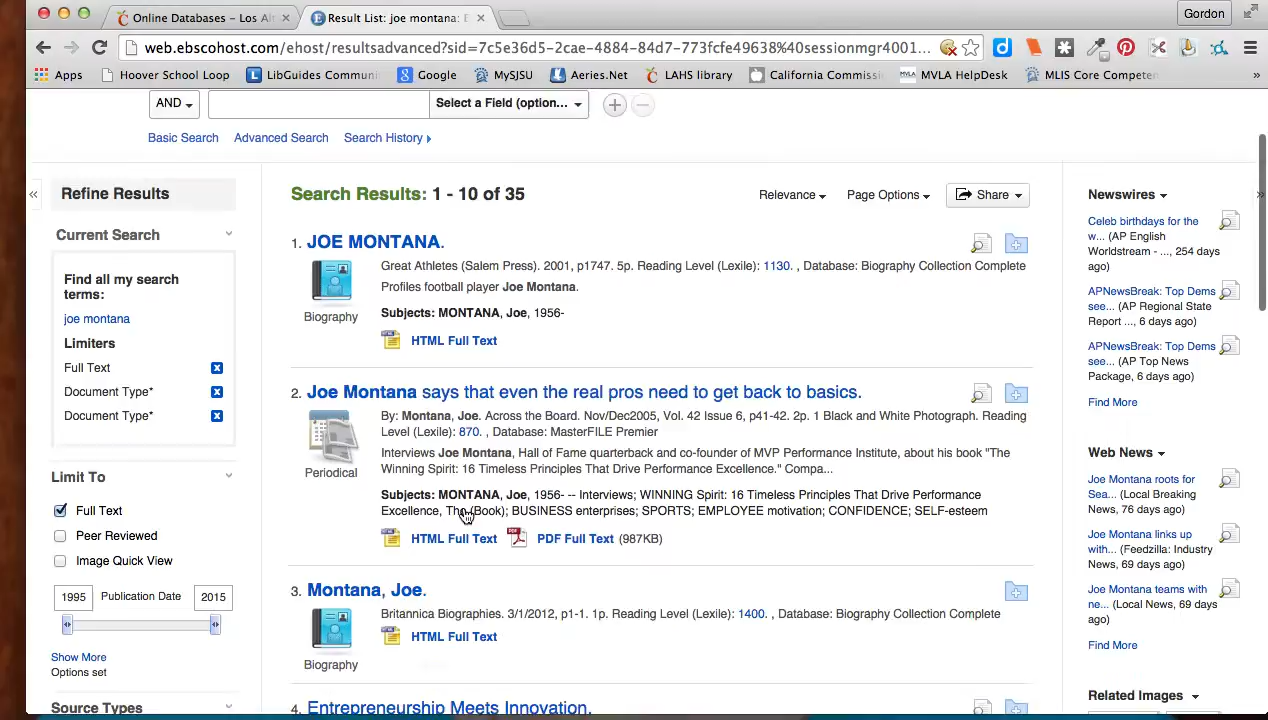 Online Databases – Los Alt
Result List: joe montana: E
Gordon
web.ebscohost.com/ehost/resultsadvanced?sid=7c5e36d5-2cae-4884-84d7-773fcfe49638%40sessionmgr4001...
Apps
Hoover School Loop
LibGuides Communi
Google
MySJSU
Aeries.Net
LAHS library
California Commissi
MVLA HelpDesk
MLIS Core Compete
»
AND
Select a Field (option...
Basic Search
Advanced Search
Search History
«
Refine Results
Current Search
Find all my search
terms:
joe montana
Limiters
Full Text
Document Type*
Document Type*
Limit To
Full Text
Peer Reviewed
Image Quick View
1995 Publication Date 2015
Show More
Options set
Source Types
Search Results: 1 - 10 of 35
Relevance
Page Options
Share
1. JOE MONTANA.
Great Athletes (Salem Press). 2001, p1747. 5p. Reading Level (Lexile): 1130. , Database: Biography Collection Complete
Profiles football player Joe Montana.
Biography
Subjects: MONTANA, Joe, 1956-
HTML Full Text
2. Joe Montana says that even the real pros need to get back to basics.
By: Montana, Joe. Across the Board. Nov/Dec2005, Vol. 42 Issue 6, p41-42. 2p. 1 Black and White Photograph. Reading
Level (Lexile): 870. , Database: MasterFILE Premier
Interviews Joe Montana, Hall of Fame quarterback and co-founder of MVP Performance Institute, about his book "The
Winning Spirit: 16 Timeless Principles That Drive Performance Excellence." Compa...
Periodical
Subjects: MONTANA, Joe, 1956- -- Interviews; WINNING Spirit: 16 Timeless Principles That Drive Performance
Excellence, The (Book); BUSINESS enterprises; SPORTS; EMPLOYEE motivation; CONFIDENCE; SELF-esteem
HTML Full Text
PDF Full Text (987KB)
3. Montana, Joe.
Britannica Biographies. 3/1/2012, p1-1. 1p. Reading Level (Lexile): 1400. , Database: Biography Collection Complete
HTML Full Text
Biography
4. Entrepreneurship Meets Innovation.
»
Newswires
Celeb birthdays for the
w... (AP English
Worldstream - ..., 254 days
ago)
APNewsBreak: Top Dems
see... (AP Regional State
Report ..., 6 days ago)
APNewsBreak: Top Dems
see... (AP Top News
Package, 6 days ago)
Find More
Web News
Joe Montana roots for
Sea... (Local Breaking
News, 76 days ago)
Joe Montana links up
with... (Feedzilla: Industry
News, 69 days ago)
Joe Montana teams with
ne... (Local News, 69 days
ago)
Find More
Related Images